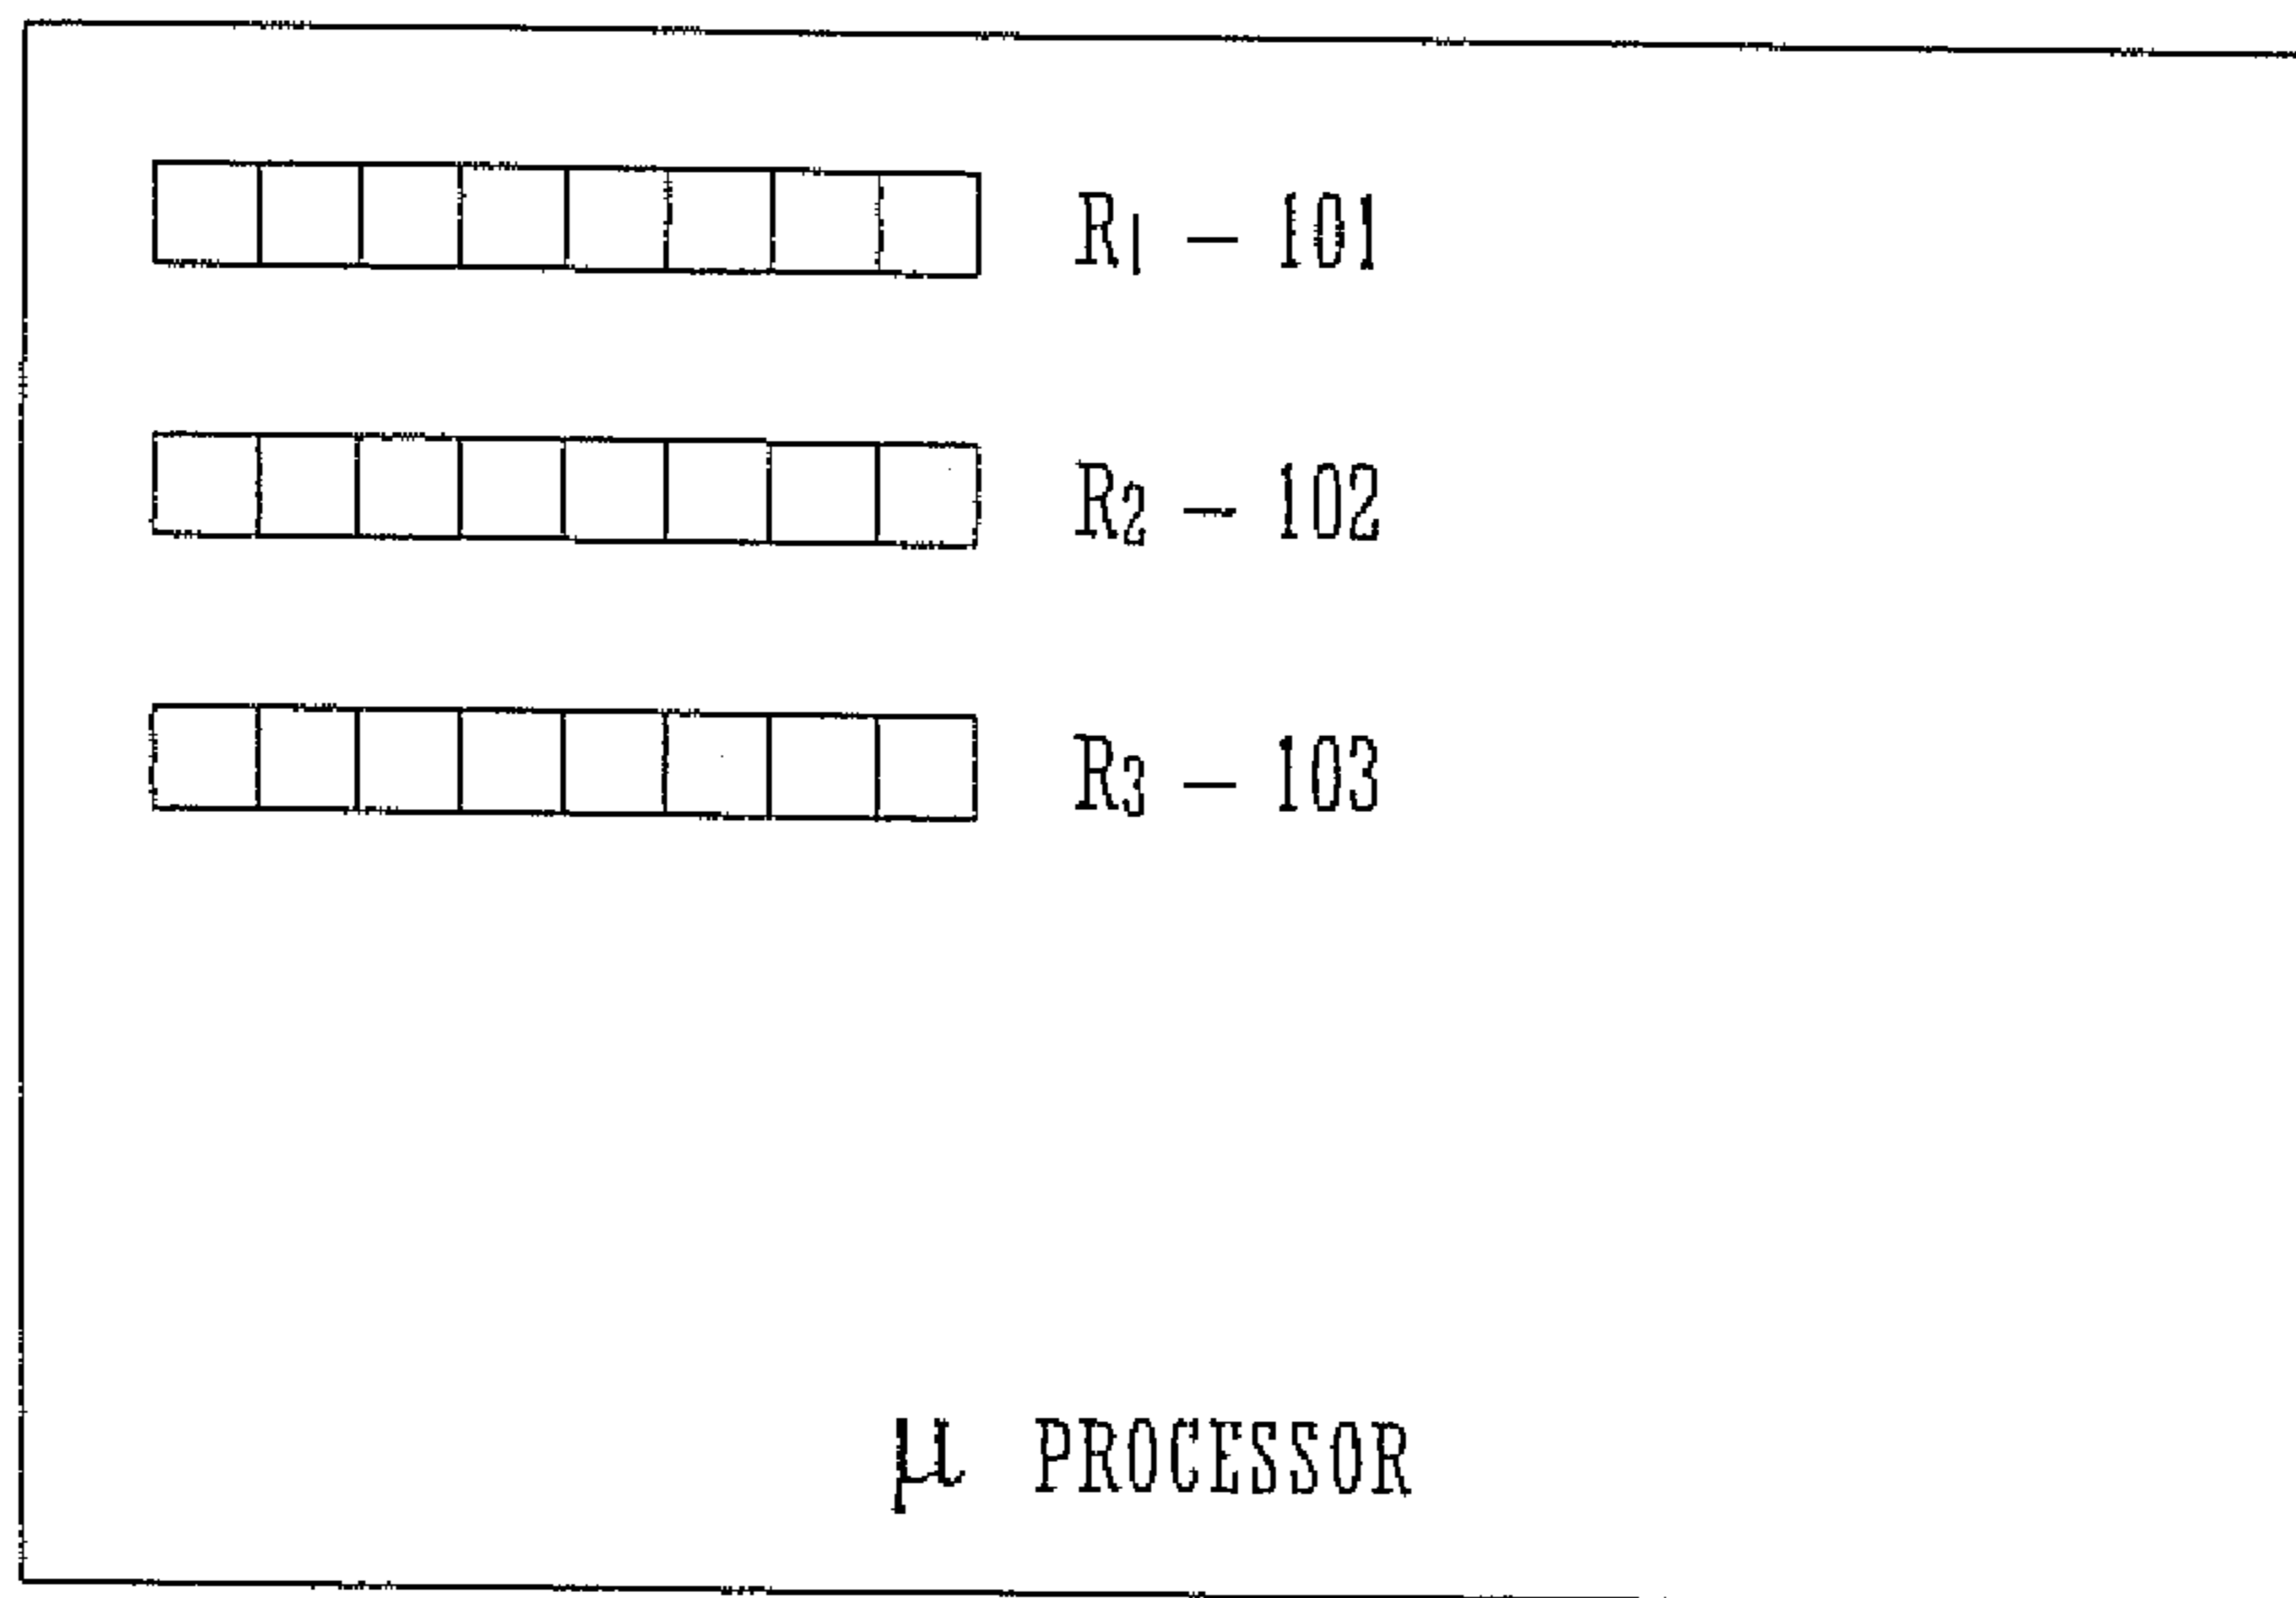 R1 — 101
R2 — 102
R3 — 103
μ PROCESSOR